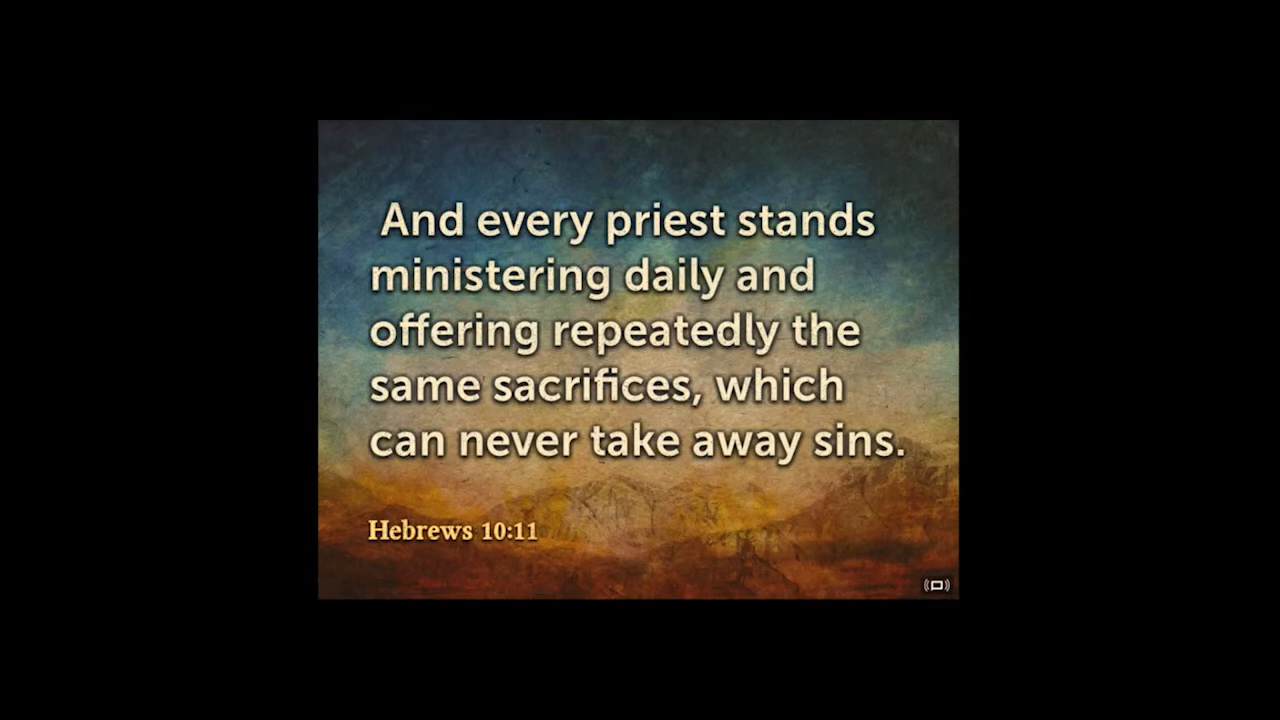 And every priest stands
ministering daily and
offering repeatedly the
same sacrifices, which
can never take away sins.
Hebrews 10:11